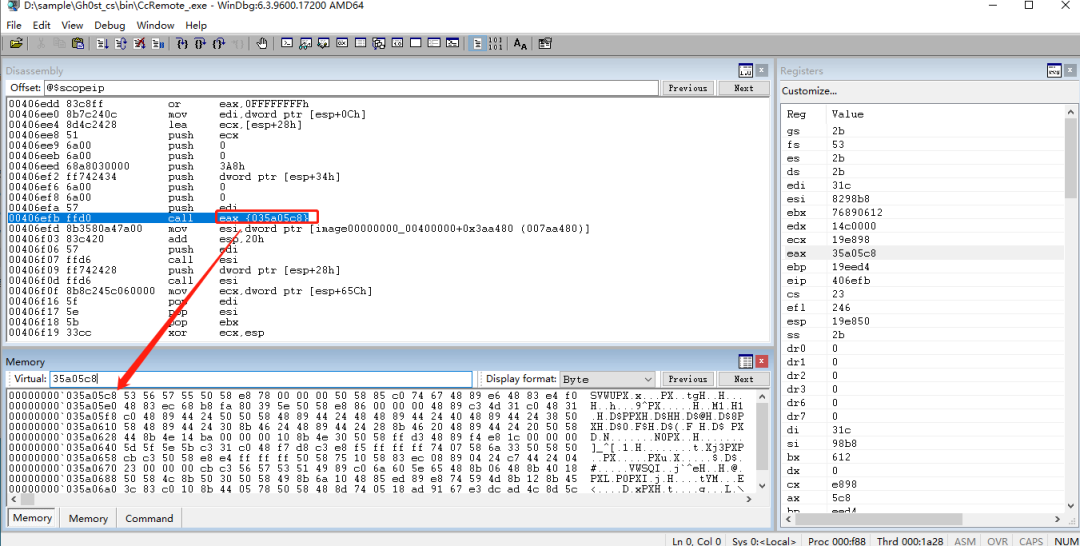 D:\sample\Gh0st_cs\bin\CcRemote_.exe - WinDbg:6.3.9600.17200 AMD64
File Edit View Debug Window Help
Disassembly
Offset: @$scopeip Previous Next
00406edd 83c8ff or eax,0FFFFFFFFh
00406ee0 8b7c240c mov edi,dword ptr [esp+0Ch]
00406ee4 8d4c2428 lea ecx,[esp+28h]
00406ee8 51 push ecx
00406ee9 6a00 push 0
00406eeb 6a00 push 0
00406eed 68a8030000 push 3A8h
00406ef2 ff742434 push dword ptr [esp+34h]
00406ef6 6a00 push 0
00406ef8 6a00 push 0
00406efa 57 push edi
00406efb ffd0 call eax {035a05c8}
00406efd 8b3580a47a00 mov esi,dword ptr [image00000000_00400000+0x3aa480 (007aa480)]
00406f03 83c420 add esp,20h
00406f06 57 push edi
00406f07 ffd6 call esi
00406f09 ff742428 push dword ptr [esp+28h]
00406f0d ffd6 call esi
00406f0f 8b8c245c060000 mov ecx,dword ptr [esp+65Ch]
00406f16 5f pop edi
00406f17 5e pop esi
00406f18 5b pop ebx
00406f19 33cc xor ecx,esp
Memory
Virtual: 35a05c8 Display format: Byte Previous Next
00000000`035a05c8 53 56 57 55 50 58 e8 78 00 00 00 50 58 85 c0 74 67 48 89 e6 48 83 e4 f0 SVWUPX.x...PX..tgH..H...
00000000`035a05e0 48 83 ec 68 b8 fa 80 39 5e 50 58 e8 86 00 00 00 48 89 c3 4d 31 c0 48 31 H..h...9^PX.....H..M1.H1
00000000`035a05f8 c0 48 89 44 24 50 50 58 48 89 44 24 48 48 89 44 24 40 48 89 44 24 38 50 .H.D$PPXH.D$HH.D$@H.D$8P
00000000`035a0610 58 48 89 44 24 30 8b 46 24 48 89 44 24 28 8b 46 20 48 89 44 24 20 50 58 XH.D$0.F$H.D$(.F H.D$ PX
00000000`035a0628 44 8b 4e 14 ba 00 00 00 10 8b 4e 30 50 58 ff d3 48 89 f4 e8 1c 00 00 00 D.N.......N0PX..H.......
00000000`035a0640 5d 5f 5e 5b c3 31 c0 48 f7 d8 c3 e8 f5 ff ff ff 74 07 58 6a 33 50 58 50 ]_^[.1.H........t.Xj3PXP
00000000`035a0658 cb c3 50 58 e8 e4 ff ff ff 50 58 75 10 58 83 ec 08 89 04 24 c7 44 24 04 ..PX.....PXu.X.....$.D$.
00000000`035a0670 23 00 00 00 cb c3 56 57 53 51 49 89 c0 6a 60 5e 65 48 8b 06 48 8b 40 18 #.....VWSQI..j`^eH..H.@.
00000000`035a0688 50 58 4c 8b 50 30 50 58 49 8b 6a 10 48 85 ed 89 e8 74 59 4d 8b 12 8b 45 PXL.P0PXI.j.H....tYM...E
00000000`035a06a0 3c 83 c0 10 8b 44 05 78 50 58 48 8d 74 05 18 ad 91 67 e3 dc ad 4c 8d 5c <....D.xPXH.t....g...L.\
Memory Memory Command
Registers
Customize...
Reg Value
gs 2b
fs 53
es 2b
ds 2b
edi 31c
esi 8298b8
ebx 76890612
edx 14c0000
ecx 19e898
eax 35a05c8
ebp 19eed4
eip 406efb
cs 23
efl 246
esp 19e850
ss 2b
dr0 0
dr1 0
dr2 0
dr3 0
dr6 0
dr7 0
di 31c
si 98b8
bx 612
dx 0
cx e898
ax 5c8
bp eed4
Ln 0, Col 0 Sys 0:<Local> Proc 000:f88 Thrd 000:1a28 ASM OVR CAPS NUM